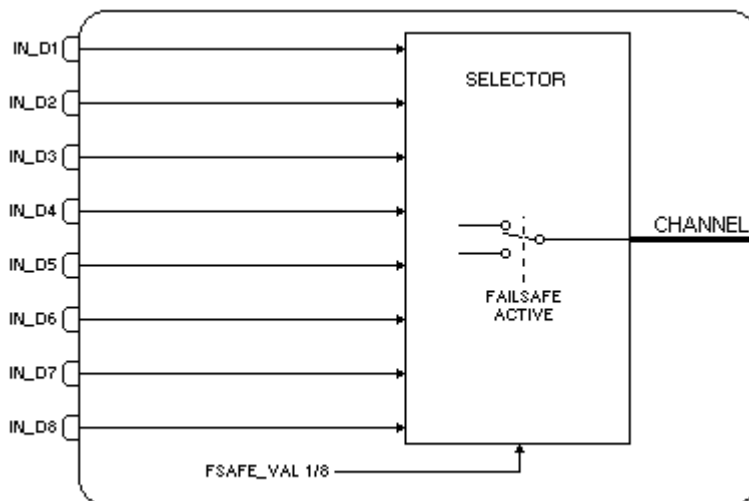 IN_D1
SELECTOR
IN_D2
IN_D3
IN_D4
CHANNEL
IN_D5
FAILSAFE
ACTIVE
IN_D6
IN_D7
IN_D8
FSAFE_VAL 1/8